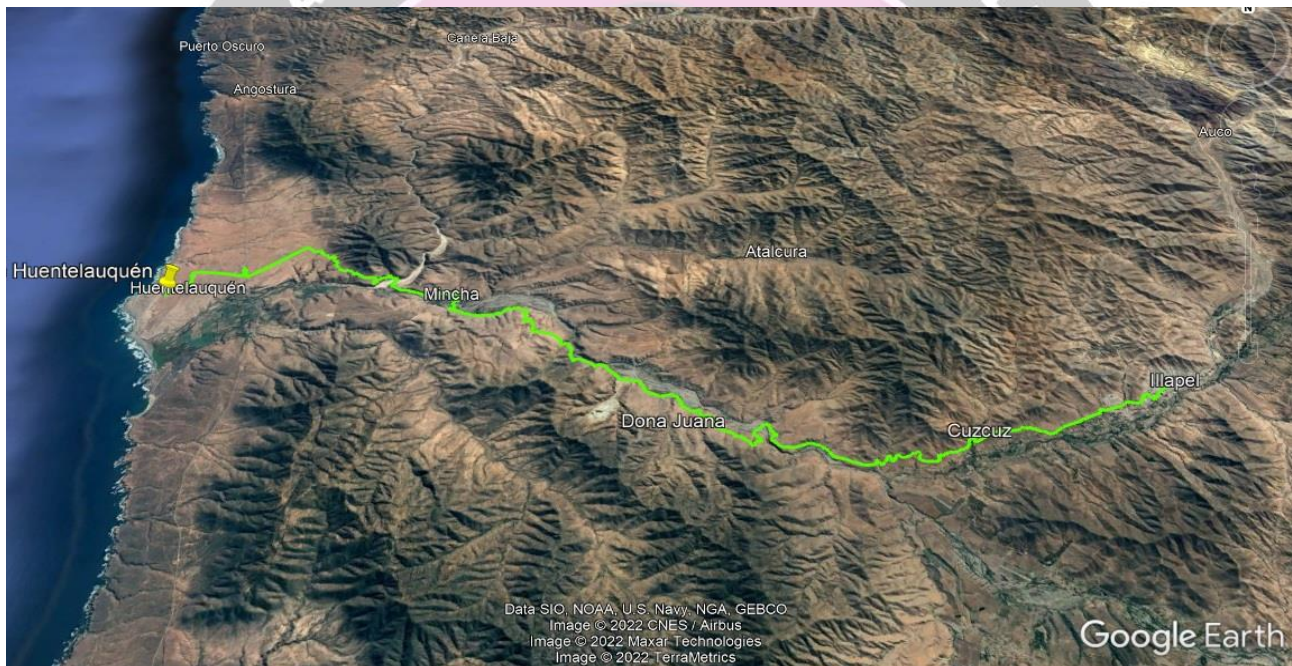 N
Puerto Oscuro
Canela Baja
Angostura
Auco
Atalcura
Huentelauquén
Huentelauquén
Mincha
Illapel
Dona Juana
Cuzcuz
Data SIO, NOAA, U.S. Navy, NGA, GEBCO
Image © 2022 CNES / Airbus
Image © 2022 Maxar Technologies
Image © 2022 TerraMetrics
Google Earth